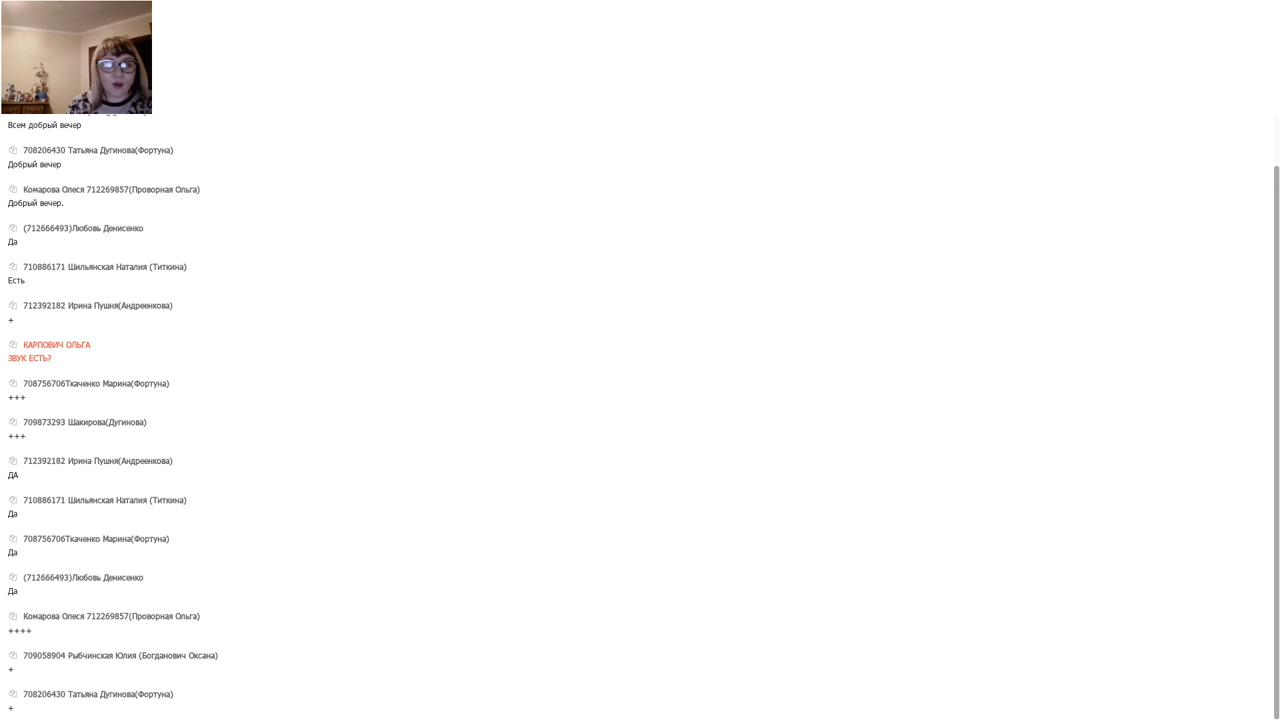 Всем добрый вечер
708206430 Татьяна Дугинова(Фортуна)
Добрый вечер
Комарова Олеся 712269857(Проворная Ольга)
Добрый вечер.
(712666493)Любовь Денисенко
Да
710886171 Шильянская Наталия (Титкина)
Есть
712392182 Ирина Пушня(Андреенкова)
+
КАРПОВИЧ ОЛЬГА
ЗВУК ЕСТЬ?
708756706Ткаченко Марина(Фортуна)
+++
709873293 Шакирова(Дугинова)
+++
712392182 Ирина Пушня(Андреенкова)
ДА
710886171 Шильянская Наталия (Титкина)
Да
708756706Ткаченко Марина(Фортуна)
Да
(712666493)Любовь Денисенко
Да
Комарова Олеся 712269857(Проворная Ольга)
++++
709058904 Рыбчинская Юлия (Богданович Оксана)
+
708206430 Татьяна Дугинова(Фортуна)
+